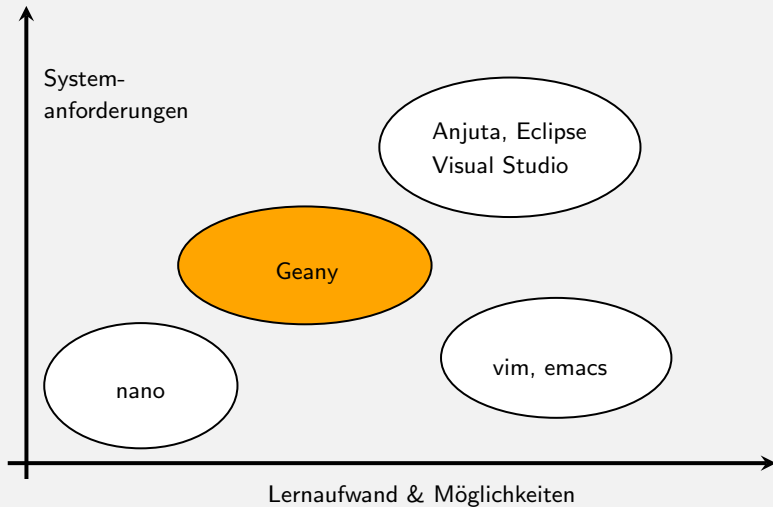 System-
anforderungen
Anjuta, Eclipse
Visual Studio
Geany
vim, emacs
nano
Lernaufwand & Möglichkeiten